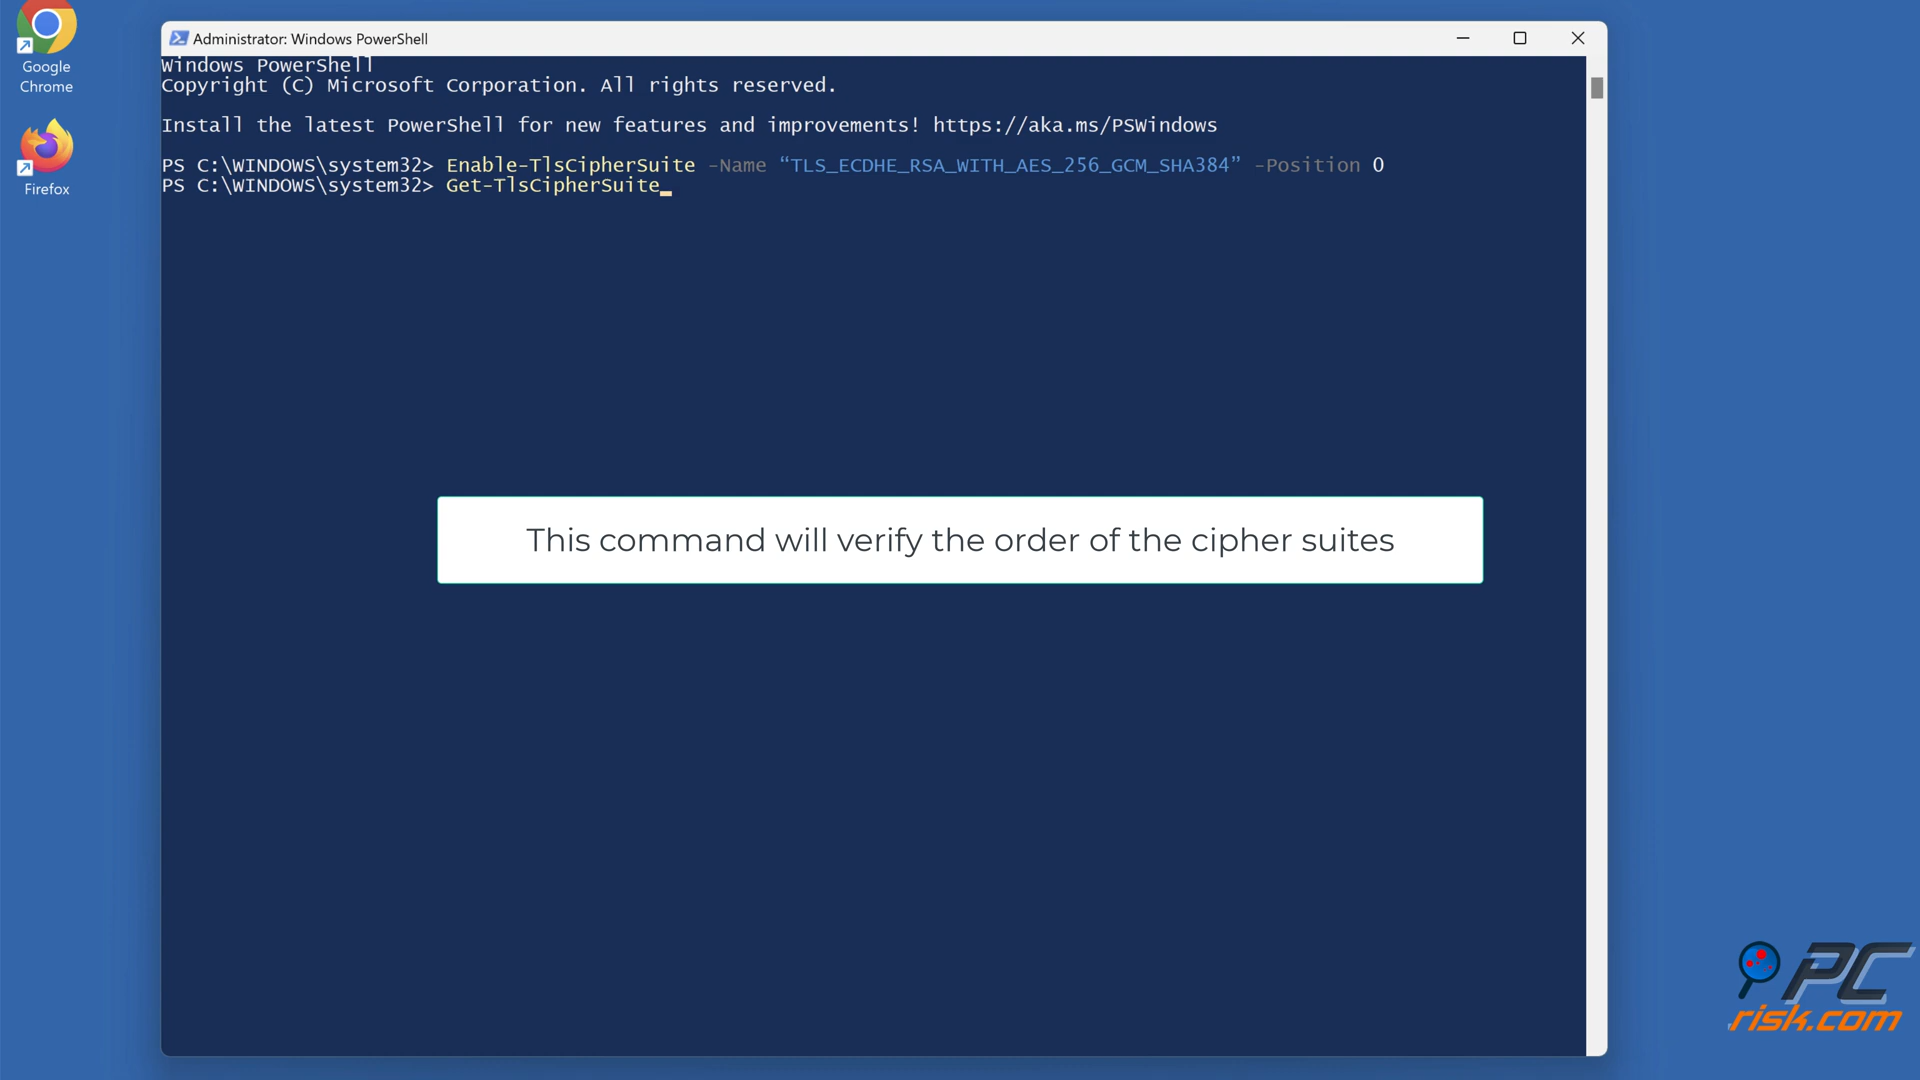 Google
Chrome
Firefox
Administrator: Windows PowerShell
Windows PowerShell
Copyright (C) Microsoft Corporation. All rights reserved.
Install the latest PowerShell for new features and improvements! https://aka.ms/PSWindows
PS C:\WINDOWS\system32> Enable-TlsCipherSuite -Name “TLS_ECDHE_RSA_WITH_AES_256_GCM_SHA384” -Position 0
PS C:\WINDOWS\system32> Get-TlsCipherSuite_
This command will verify the order of the cipher suites
PC
risk.com